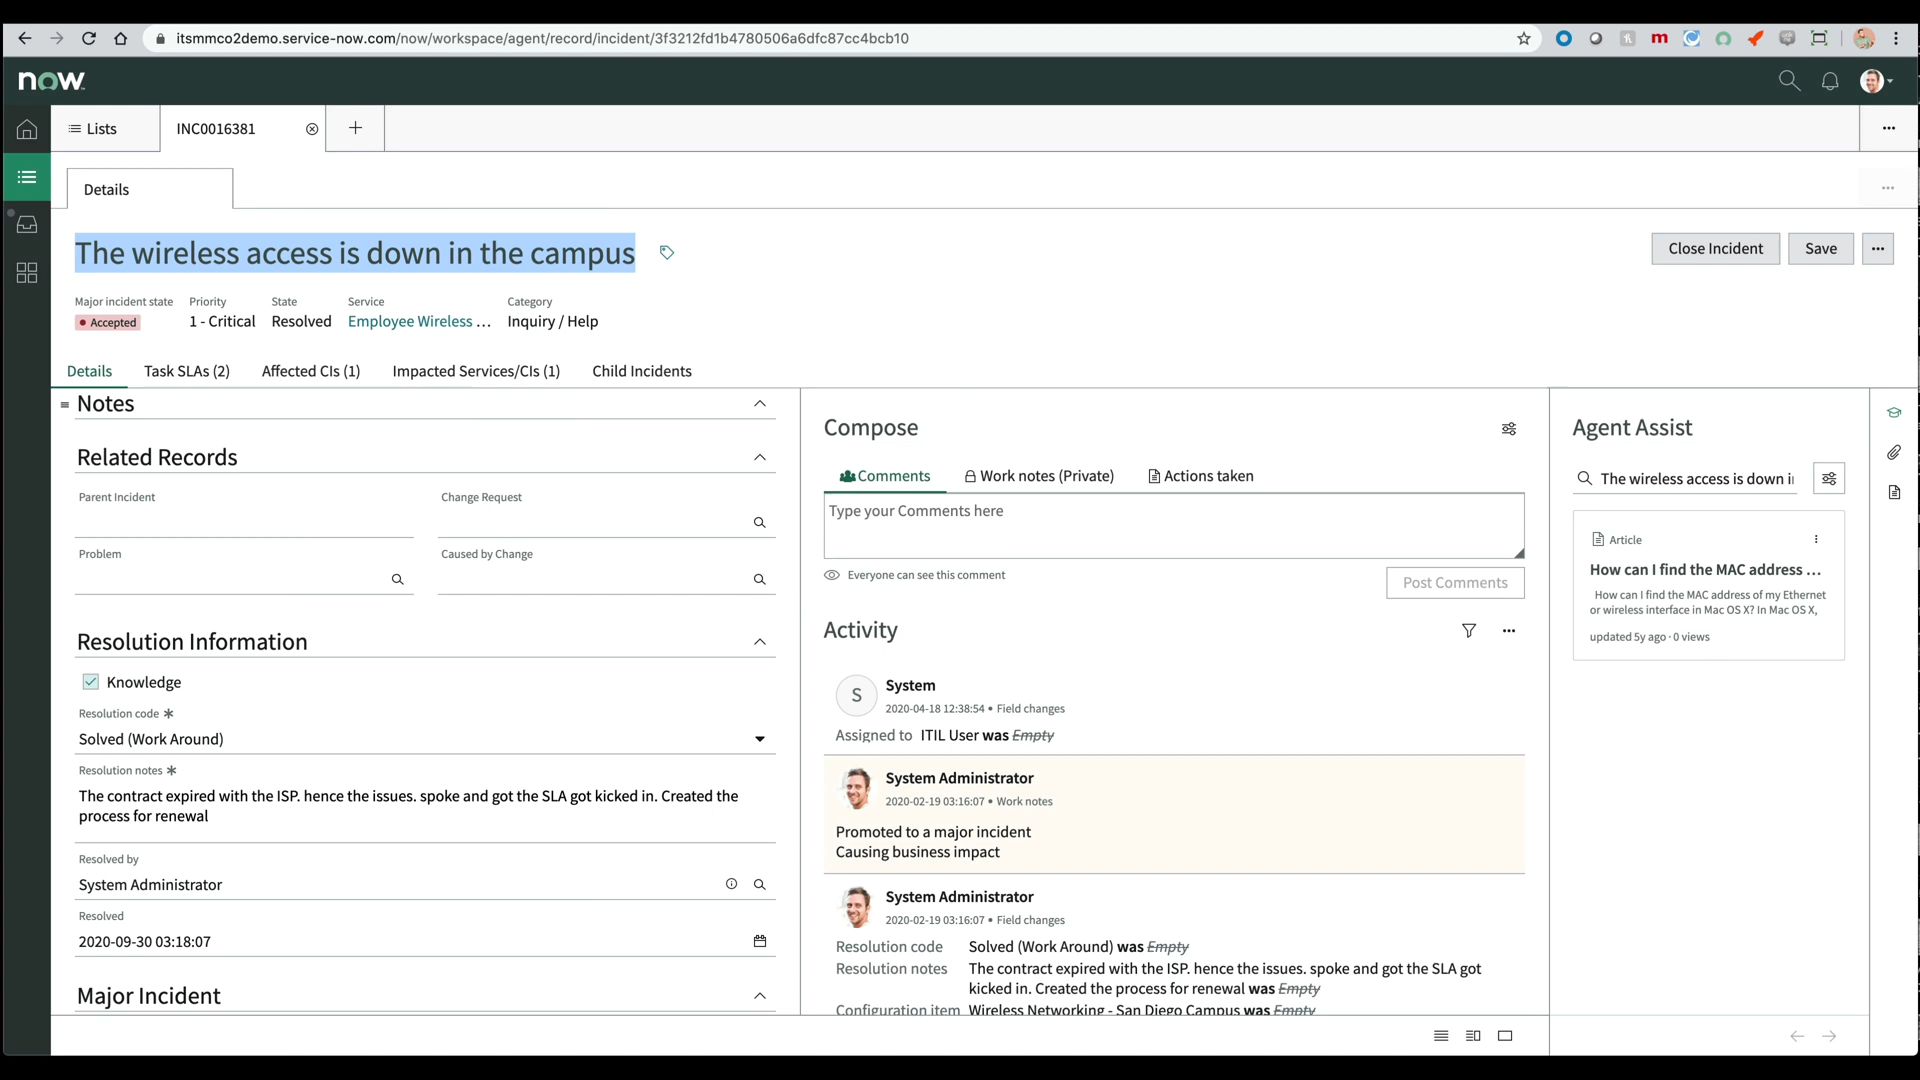 itsmmco2demo.service-now.com/now/workspace/agent/record/incident/3f3212fd1b4780506a6dfc87cc4bcb10
now
Lists
INC0016381
Details
The wireless access is down in the campus
Close Incident
Save
Major incident state
Priority
State
Service
Category
Accepted
1 - Critical
Resolved
Employee Wireless ...
Inquiry / Help
Details
Task SLAs (2)
Affected CIs (1)
Impacted Services/CIs (1)
Child Incidents
Notes
Related Records
Parent Incident
Change Request
Problem
Caused by Change
Resolution Information
Knowledge
Resolution code
Solved (Work Around)
Resolution notes
The contract expired with the ISP. hence the issues. spoke and got the SLA got kicked in. Created the
process for renewal
Resolved by
System Administrator
Resolved
2020-09-30 03:18:07
Major Incident
Compose
Comments
Work notes (Private)
Actions taken
Type your Comments here
Everyone can see this comment
Post Comments
Activity
S
System
2020-04-18 12:38:54 • Field changes
Assigned to ITIL User was Empty
System Administrator
2020-02-19 03:16:07 • Work notes
Promoted to a major incident
Causing business impact
System Administrator
2020-02-19 03:16:07 • Field changes
Resolution code Solved (Work Around) was Empty
Resolution notes The contract expired with the ISP. hence the issues. spoke and got the SLA got
kicked in. Created the process for renewal was Empty
Configuration item Wireless Networking - San Diego Campus was Empty
Agent Assist
The wireless access is down i
Article
How can I find the MAC address ...
How can I find the MAC address of my Ethernet
or wireless interface in Mac OS X? In Mac OS X,
updated 5y ago · 0 views